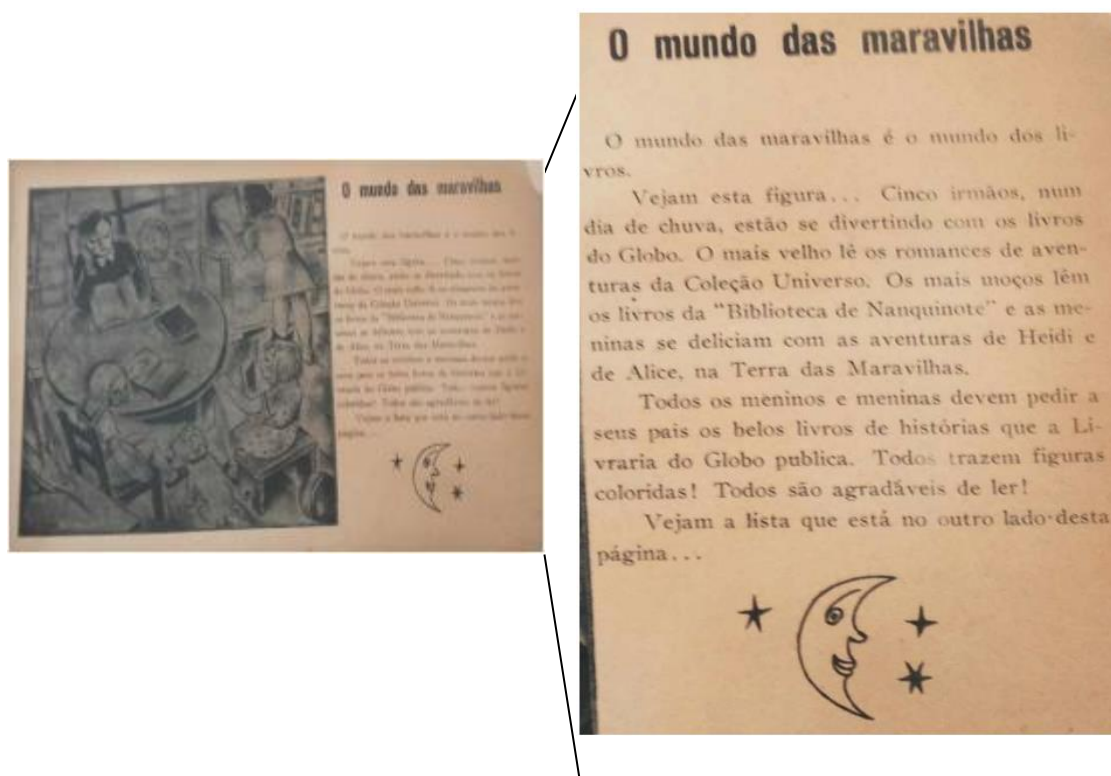 O mundo das maravilhas
O mundo das maravilhas é o mundo dos li-
vros.
Vejam esta figura... Cinco irmãos, num
dia de chuva, estão se divertindo com os livros
do Globo. O mais velho lê os romances de aven-
turas da Coleção Universo. Os mais moços lêm
os livros da "Biblioteca de Nanquinote" e as me-
ninas se deliciam com as aventuras de Heidi e
de Alice, na Terra das Maravilhas.
Todos os meninos e meninas devem pedir a
seus pais os belos livros de histórias que a Li-
vraria do Globo publica. Todos trazem figuras
coloridas! Todos são agradáveis de ler!
Vejam a lista que está no outro lado desta
página...